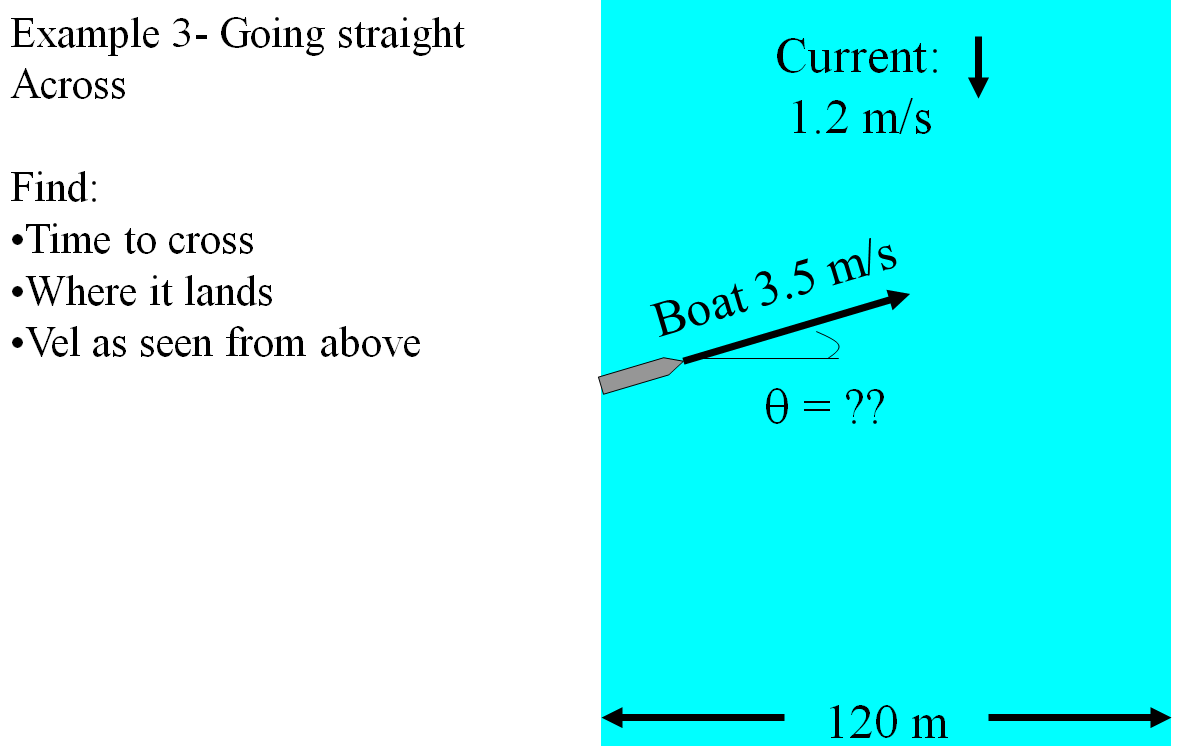 Example 3- Going straight
Across
Find:
•Time to cross
•Where it lands
•Vel as seen from above
Current:
1.2 m/s
Boat 3.5 m/s
θ = ??
120 m